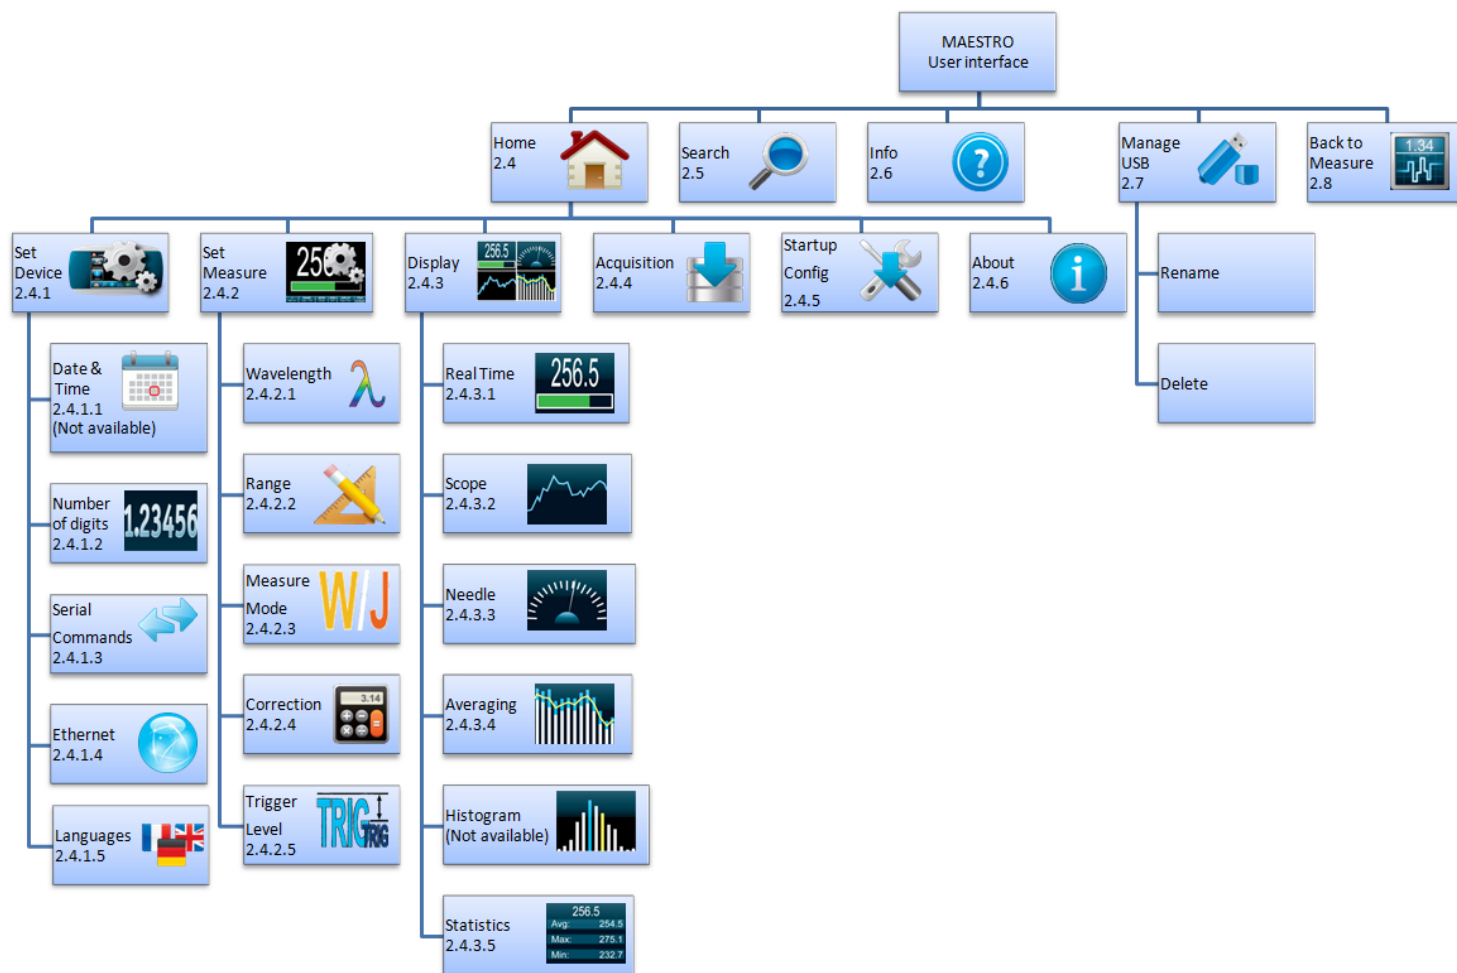 MAESTRO
User interface
Home
2.4
Search
2.5
Info
2.6
?
Manage
USB
2.7
Back to
Measure
2.8
1.34
Set
Device
2.4.1
Set
Measure
2.4.2
256
Display
2.4.3
256.5
Acquisition
2.4.4
Startup
Config
2.4.5
About
2.4.6
i
Rename
Delete
Date &
Time
2.4.1.1
(Not available)
Number
of digits
2.4.1.2
1.23456
Serial
Commands
2.4.1.3
Ethernet
2.4.1.4
Languages
2.4.1.5
Wavelength
2.4.2.1
λ
Range
2.4.2.2
Measure
Mode
2.4.2.3
W/J
Correction
2.4.2.4
3.14
+ −
× ÷ =
Trigger
Level
2.4.2.5
TRIG
TRIG
Real Time
2.4.3.1
256.5
Scope
2.4.3.2
Needle
2.4.3.3
Averaging
2.4.3.4
Histogram
(Not available)
Statistics
2.4.3.5
256.5
Avg: 254.5
Max: 275.1
Min: 232.7